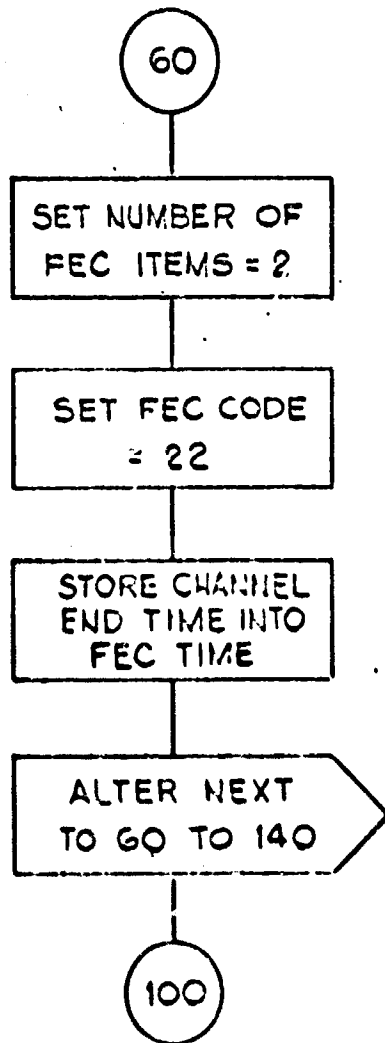 60
SET NUMBER OF
FEC ITEMS = 2
SET FEC CODE
= 22
STORE CHANNEL
END TIME INTO
FEC TIME
ALTER NEXT
TO GO TO 140
100